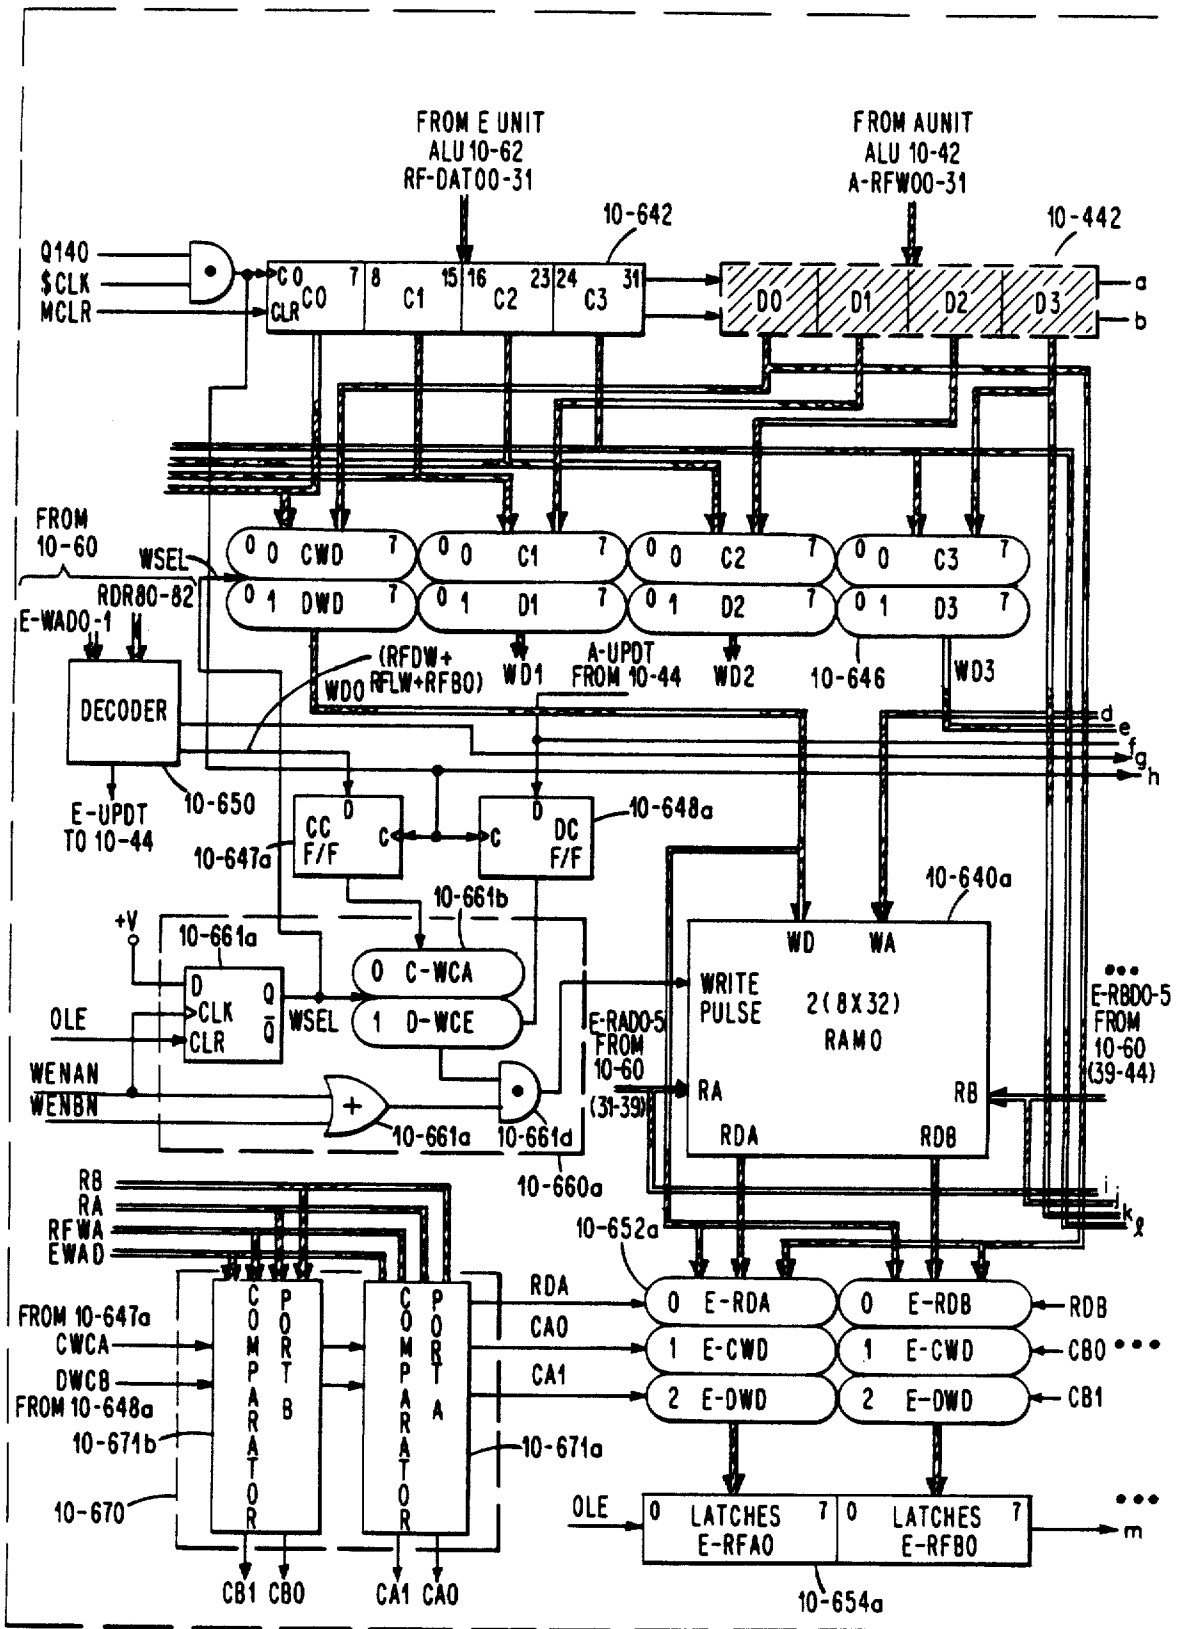 FROM E UNIT
ALU 10-62
RF-DAT00-31
FROM AUNIT
ALU 10-42
A-RFW00-31
10-642
10-442
Q140
$CLK
MCLR
C 0 7 8 15 16 23 24 31
CLR C0 C1 C2 C3
D0 D1 D2 D3
a
b
FROM
10-60
WSEL
RDR80-82
E-WAD0-1
0 0 CWD 7
0 1 DWD 7
0 0 C1 7
0 1 D1 7
0 0 C2 7
0 1 D2 7
0 0 C3 7
0 1 D3 7
(RFDW+
RFLW+RFB0)
WD0
WD1
A-UPDT
FROM 10-44
WD2
10-646
WD3
DECODER
d
e
f
g
h
10-650
E-UPDT
TO 10-44
D
CC
F/F
C
10-647a
D
C
DC
F/F
10-648a
10-661b
10-640a
+V
10-661a
D Q
CLK
CLR Q̅
OLE
WSEL
0 C-WCA
1 D-WCE
WD WA
WRITE
PULSE
2(8X32)
RAM0
RA
RB
RDA RDB
E-RAD0-5
FROM
10-60
(31-39)
•••
E-RBD0-5
FROM
10-60
(39-44)
WENAN
WENBN
+
10-661a
10-661d
10-660a
i
j
k
ℓ
RB
RA
RFWA
EWAD
10-652a
COMPARATOR
PORT B
COMPARATOR
PORT A
FROM 10-647a
CWCA
DWCB
FROM 10-648a
10-671b
10-670
10-671a
RDA
CA0
CA1
0 E-RDA
1 E-CWD
2 E-DWD
0 E-RDB
1 E-CWD
2 E-DWD
RDB
CB0 •••
CB1
CB1 CB0 CA1 CA0
OLE
0 LATCHES 7
E-RFA0
0 LATCHES 7
E-RFB0
•••
m
10-654a